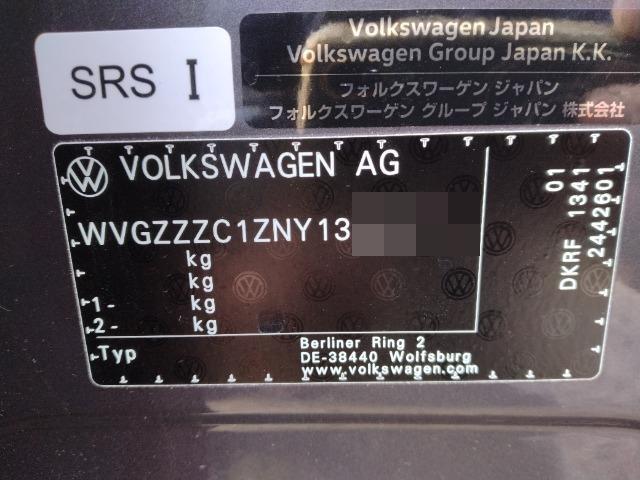 SRS I
Volkswagen Japan
Volkswagen Group Japan K.K.
フォルクスワーゲン ジャパン
フォルクスワーゲン グループ ジャパン 株式会社
VOLKSWAGEN AG
WVGZZZC1ZNY13
kg
kg
1- kg
2- kg
Typ
Berliner Ring 2
DE-38440 Wolfsburg
www.volkswagen.com
01
DKRF 1341
2442601